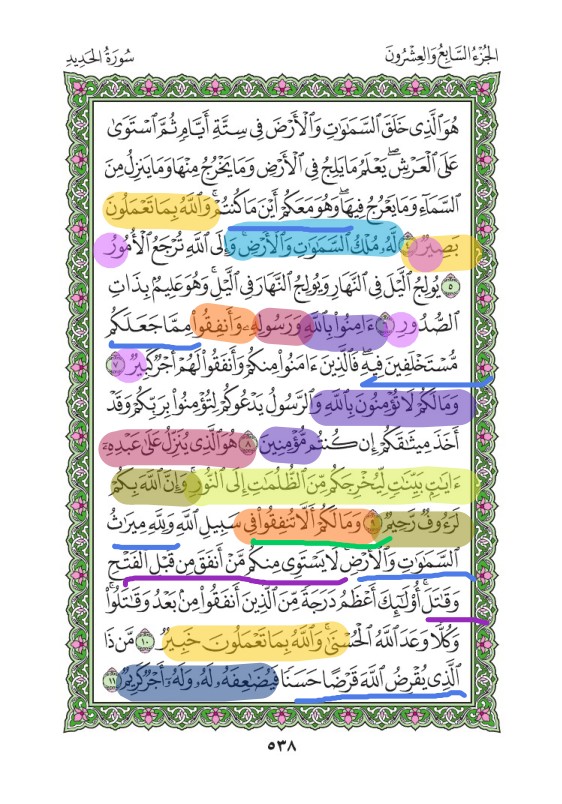 الجُزْءُ السَّابِعُ وَالعِشْرُونَ
سُورَةُ الحَدِيدِ
هُوَ ٱلَّذِى خَلَقَ ٱلسَّمَٰوَٰتِ وَٱلْأَرْضَ فِى سِتَّةِ أَيَّامٍ ثُمَّ ٱسْتَوَىٰ
عَلَى ٱلْعَرْشِ ۚ يَعْلَمُ مَا يَلِجُ فِى ٱلْأَرْضِ وَمَا يَخْرُجُ مِنْهَا وَمَا يَنزِلُ مِنَ
ٱلسَّمَآءِ وَمَا يَعْرُجُ فِيهَا ۖ وَهُوَ مَعَكُمْ أَيْنَ مَا كُنتُمْ ۚ وَٱللَّهُ بِمَا تَعْمَلُونَ
بَصِيرٌ ٤ لَّهُۥ مُلْكُ ٱلسَّمَٰوَٰتِ وَٱلْأَرْضِ ۚ وَإِلَى ٱللَّهِ تُرْجَعُ ٱلْأُمُورُ
٥ يُولِجُ ٱلَّيْلَ فِى ٱلنَّهَارِ وَيُولِجُ ٱلنَّهَارَ فِى ٱلَّيْلِ ۚ وَهُوَ عَلِيمٌۢ بِذَاتِ
ٱلصُّدُورِ ٦ ءَامِنُوا۟ بِٱللَّهِ وَرَسُولِهِۦ وَأَنفِقُوا۟ مِمَّا جَعَلَكُم
مُّسْتَخْلَفِينَ فِيهِ ۖ فَٱلَّذِينَ ءَامَنُوا۟ مِنكُمْ وَأَنفَقُوا۟ لَهُمْ أَجْرٌ كَبِيرٌ ٧
وَمَا لَكُمْ لَا تُؤْمِنُونَ بِٱللَّهِ ۙ وَٱلرَّسُولُ يَدْعُوكُمْ لِتُؤْمِنُوا۟ بِرَبِّكُمْ وَقَدْ
أَخَذَ مِيثَٰقَكُمْ إِن كُنتُم مُّؤْمِنِينَ ٨ هُوَ ٱلَّذِى يُنَزِّلُ عَلَىٰ عَبْدِهِۦٓ
ءَايَٰتٍۭ بَيِّنَٰتٍ لِّيُخْرِجَكُم مِّنَ ٱلظُّلُمَٰتِ إِلَى ٱلنُّورِ ۚ وَإِنَّ ٱللَّهَ بِكُمْ
لَرَءُوفٌ رَّحِيمٌ ٩ وَمَا لَكُمْ أَلَّا تُنفِقُوا۟ فِى سَبِيلِ ٱللَّهِ وَلِلَّهِ مِيرَٰثُ
ٱلسَّمَٰوَٰتِ وَٱلْأَرْضِ ۚ لَا يَسْتَوِى مِنكُم مَّنْ أَنفَقَ مِن قَبْلِ ٱلْفَتْحِ
وَقَٰتَلَ ۚ أُو۟لَٰٓئِكَ أَعْظَمُ دَرَجَةً مِّنَ ٱلَّذِينَ أَنفَقُوا۟ مِنۢ بَعْدُ وَقَٰتَلُوا۟ ۚ
وَكُلًّا وَعَدَ ٱللَّهُ ٱلْحُسْنَىٰ ۚ وَٱللَّهُ بِمَا تَعْمَلُونَ خَبِيرٌ ١٠ مَّن ذَا
ٱلَّذِى يُقْرِضُ ٱللَّهَ قَرْضًا حَسَنًا فَيُضَٰعِفَهُۥ لَهُۥ وَلَهُۥٓ أَجْرٌ كَرِيمٌ ١١
٥٣٨